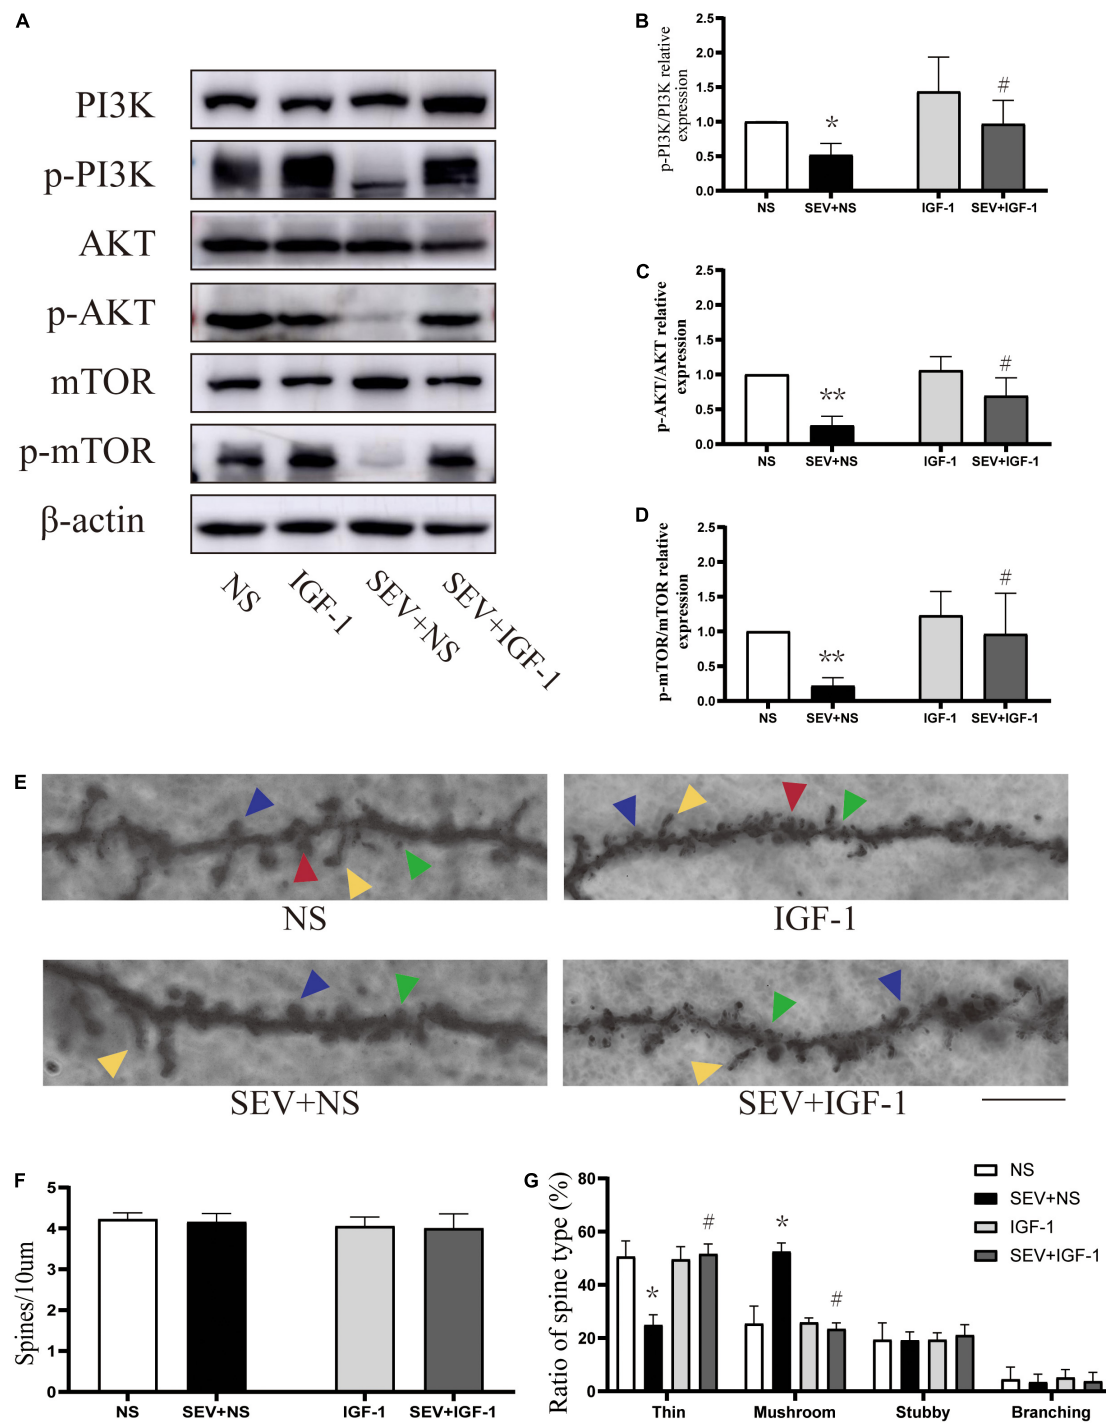 A
PI3K
p-PI3K
AKT
p-AKT
mTOR
p-mTOR
β-actin
NS
IGF-1
SEV+NS
SEV+IGF-1
B
p-PI3K/PI3K relative
expression
2.5
2.0
1.5
1.0
0.5
0.0
*
#
NS
SEV+NS
IGF-1
SEV+IGF-1
C
p-AKT/AKT relative
expression
2.5
2.0
1.5
1.0
0.5
0.0
**
#
NS
SEV+NS
IGF-1
SEV+IGF-1
D
p-mTOR/mTOR relative
expression
2.5
2.0
1.5
1.0
0.5
0.0
**
#
NS
SEV+NS
IGF-1
SEV+IGF-1
E
NS
IGF-1
SEV+NS
SEV+IGF-1
F
Spines/10um
5
4
3
2
1
0
NS
SEV+NS
IGF-1
SEV+IGF-1
G
Ratio of spine type (%)
80
60
40
20
0
*
#
*
#
NS
SEV+NS
IGF-1
SEV+IGF-1
Thin
Mushroom
Stubby
Branching